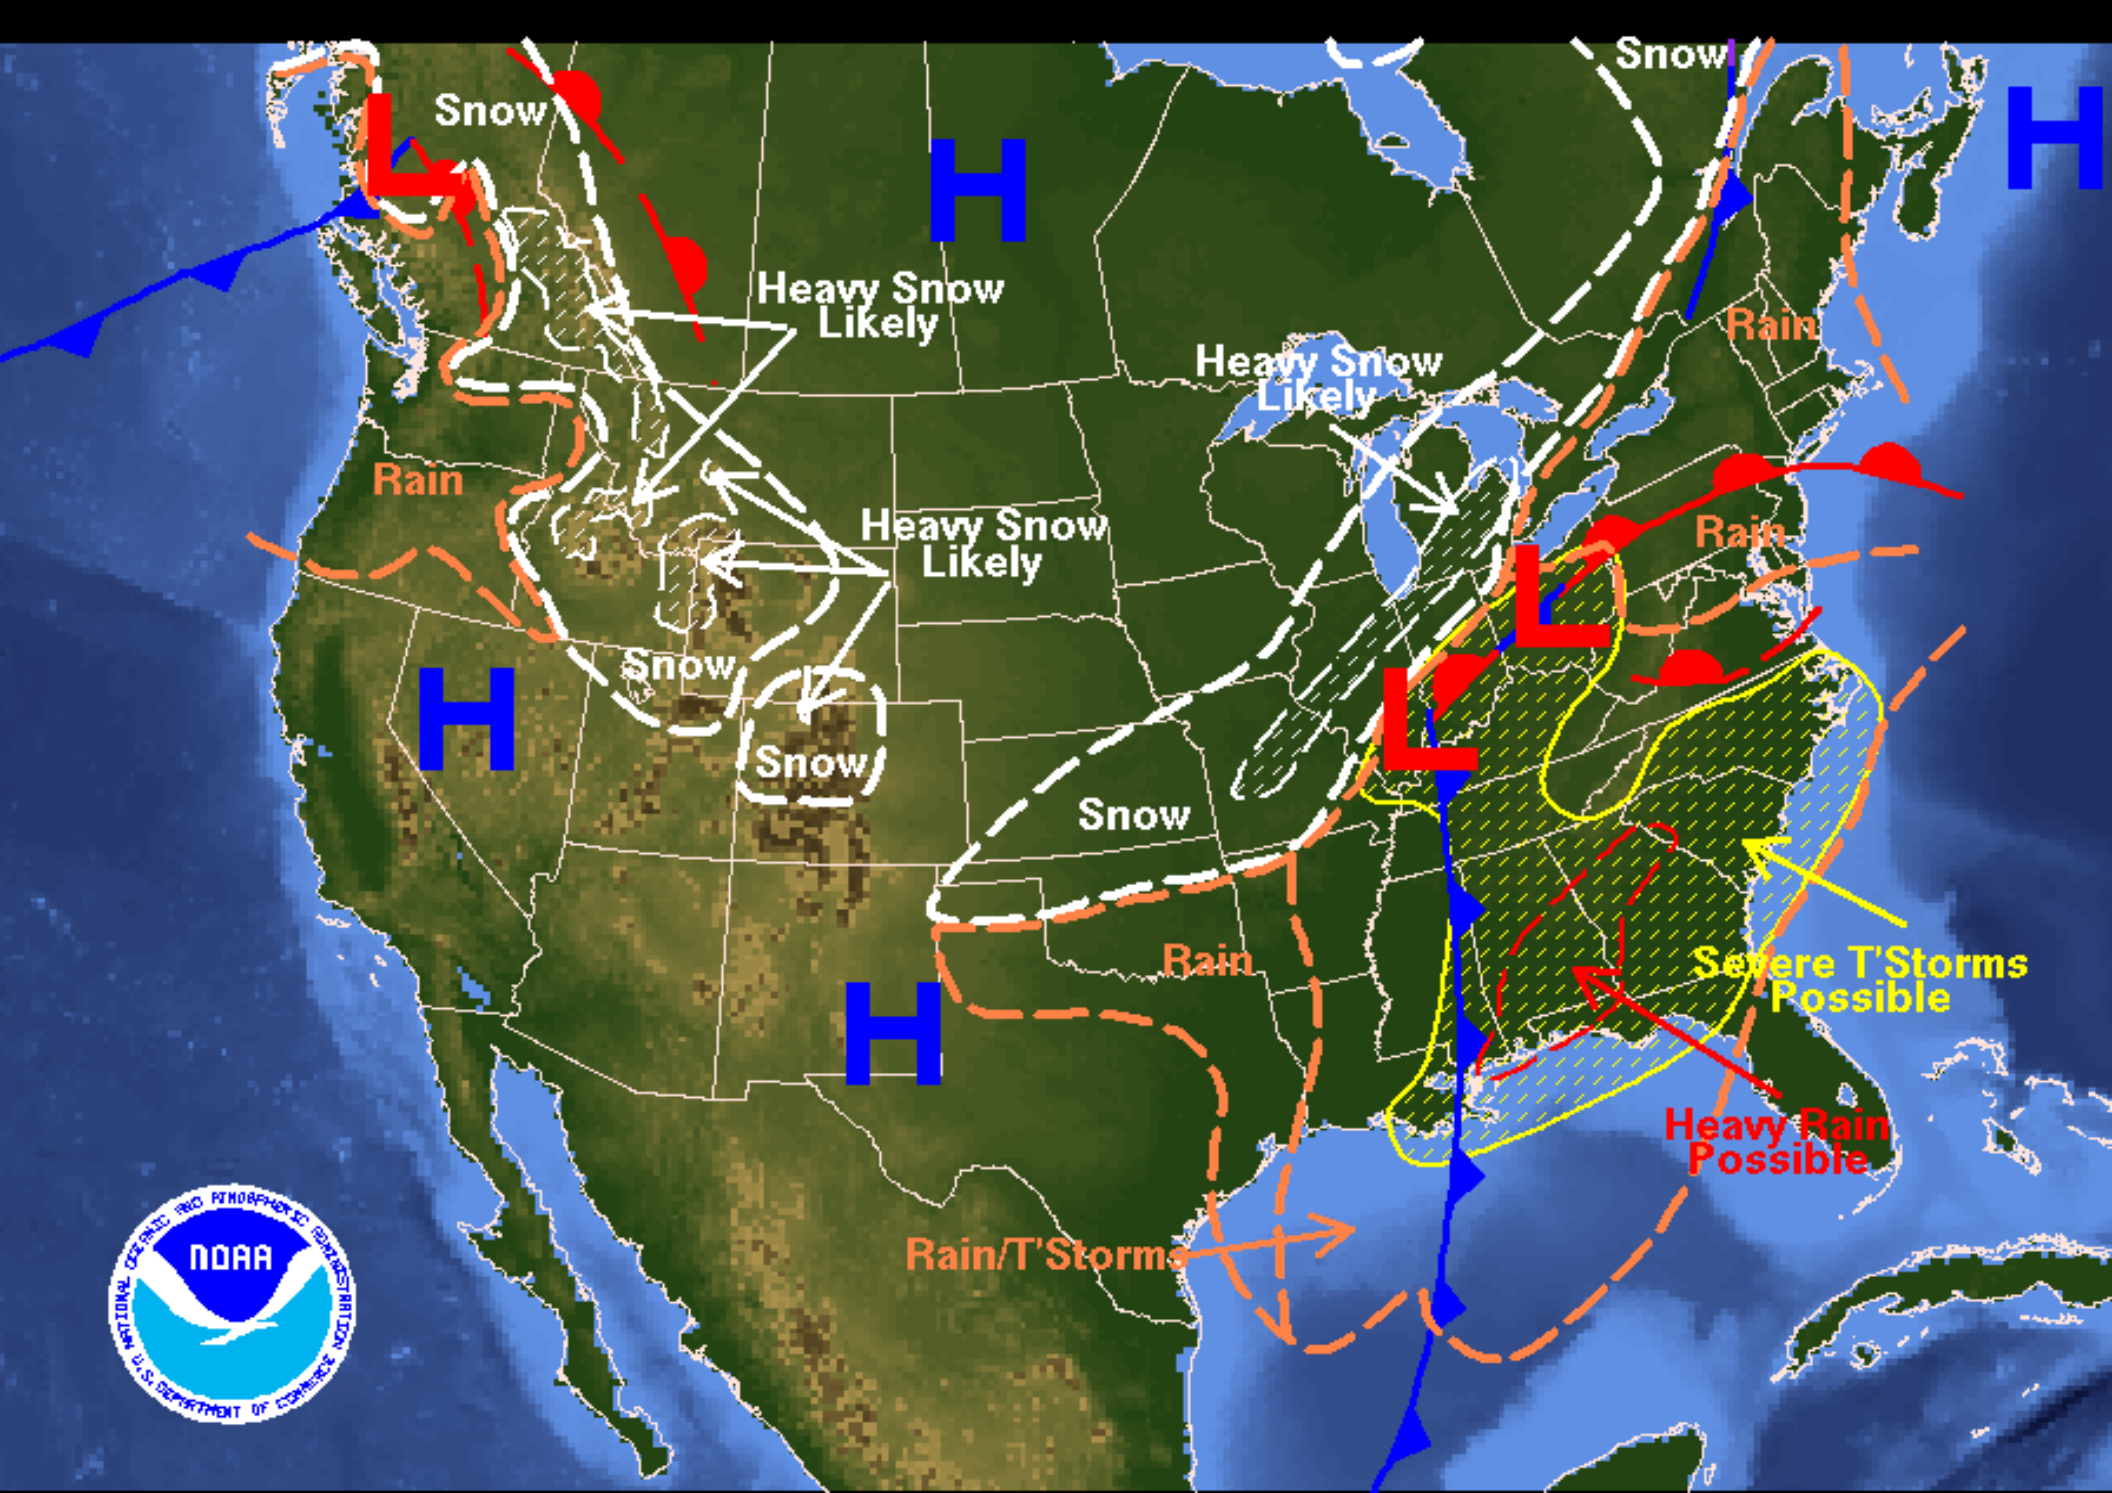 Snow
Snow
L
H
H
Heavy Snow
Likely
Rain
Heavy Snow
Likely
Rain
Heavy Snow
Likely
Rain
L
Snow
H
L
Snow
Snow
Rain
Severe T'Storms
Possible
H
Heavy Rain
Possible
Rain/T'Storms
NOAA
NATIONAL OCEANIC AND ATMOSPHERIC ADMINISTRATION
U.S. DEPARTMENT OF COMMERCE